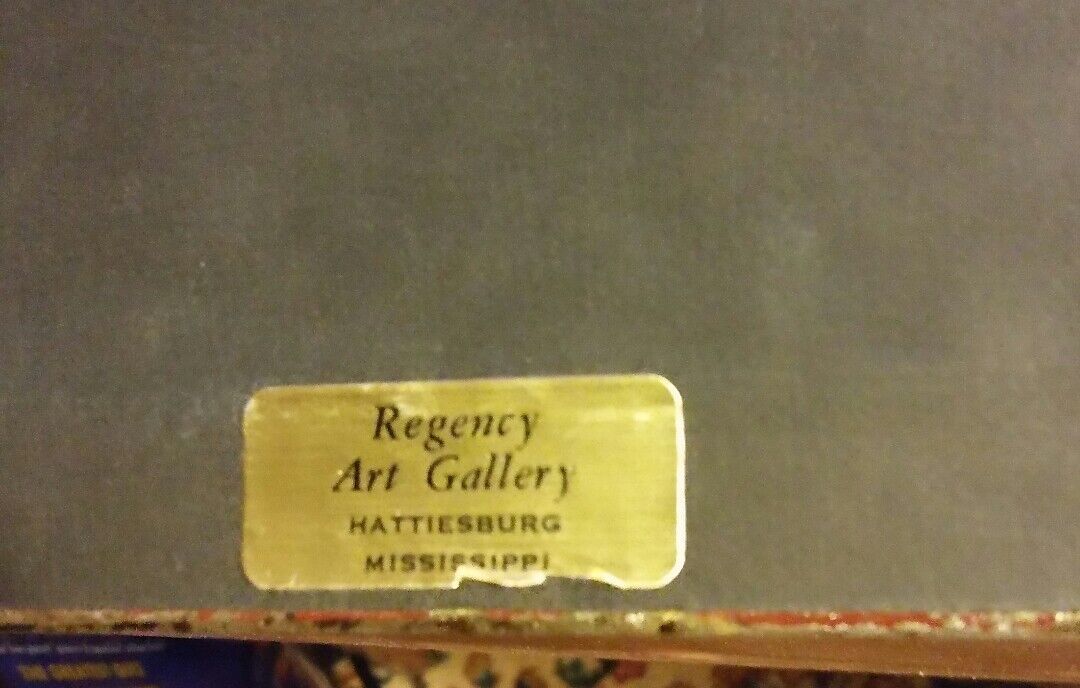 Regency
Art Gallery
HATTIESBURG
MISSISSIPPI